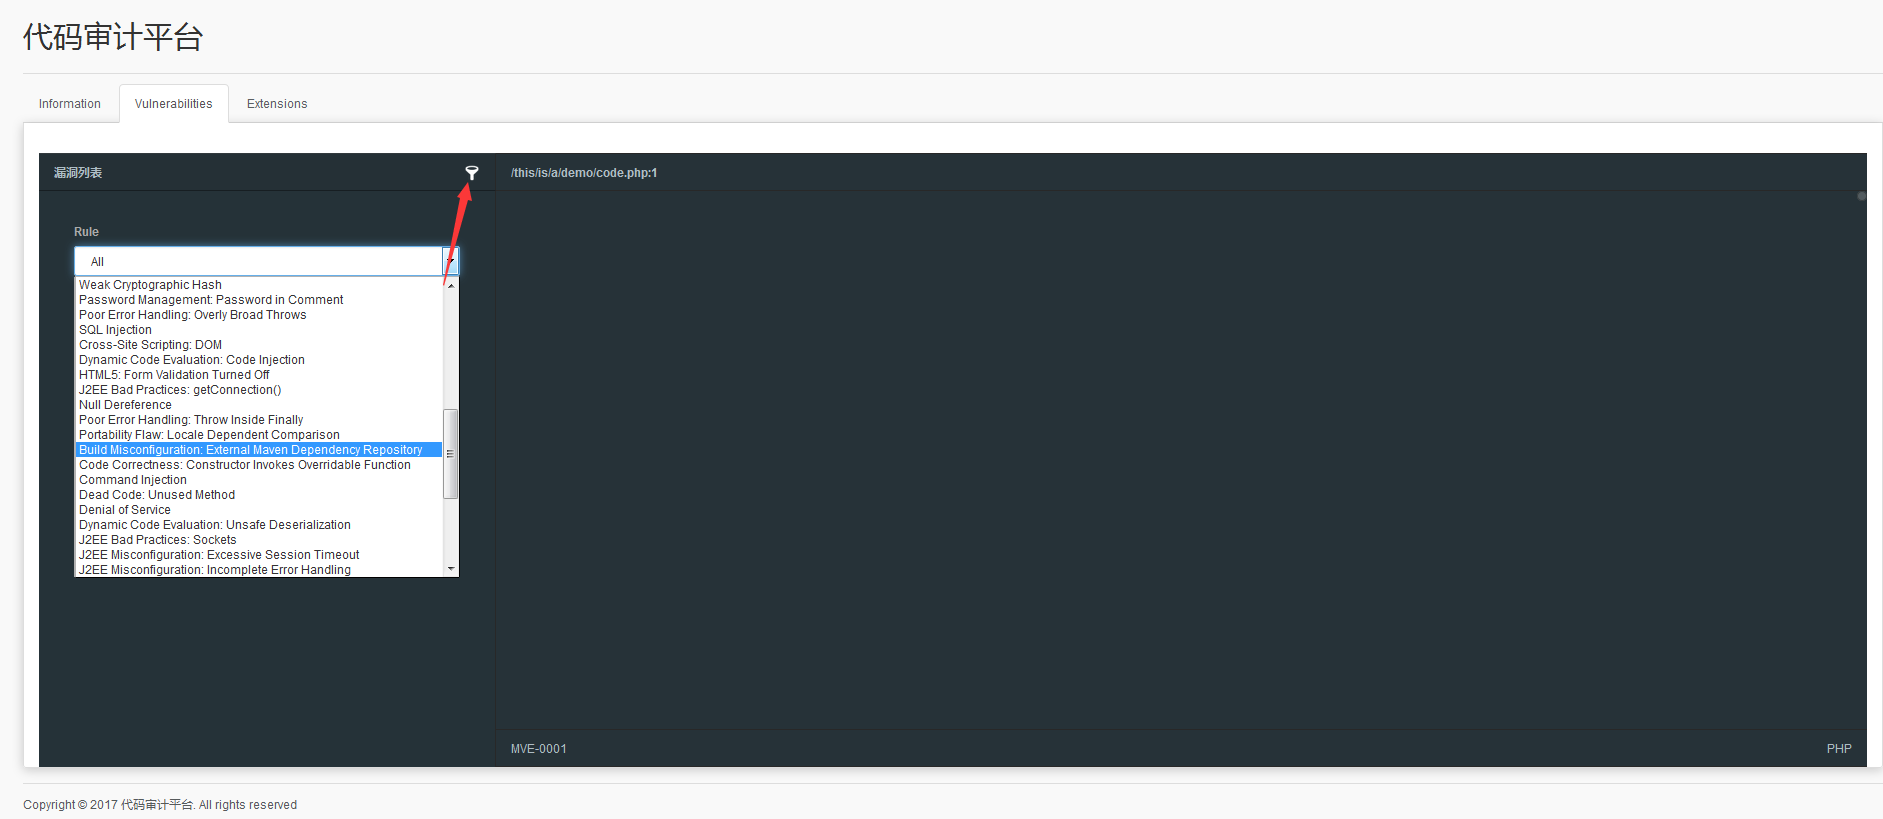 代码审计平台
Information
Vulnerabilities
Extensions
漏洞列表
/this/is/a/demo/code.php:1
Rule
All
Weak Cryptographic Hash
Password Management: Password in Comment
Poor Error Handling: Overly Broad Throws
SQL Injection
Cross-Site Scripting: DOM
Dynamic Code Evaluation: Code Injection
HTML5: Form Validation Turned Off
J2EE Bad Practices: getConnection()
Null Dereference
Poor Error Handling: Throw Inside Finally
Portability Flaw: Locale Dependent Comparison
Build Misconfiguration: External Maven Dependency Repository
Code Correctness: Constructor Invokes Overridable Function
Command Injection
Dead Code: Unused Method
Denial of Service
Dynamic Code Evaluation: Unsafe Deserialization
J2EE Bad Practices: Sockets
J2EE Misconfiguration: Excessive Session Timeout
J2EE Misconfiguration: Incomplete Error Handling
MVE-0001
PHP
Copyright © 2017 代码审计平台. All rights reserved